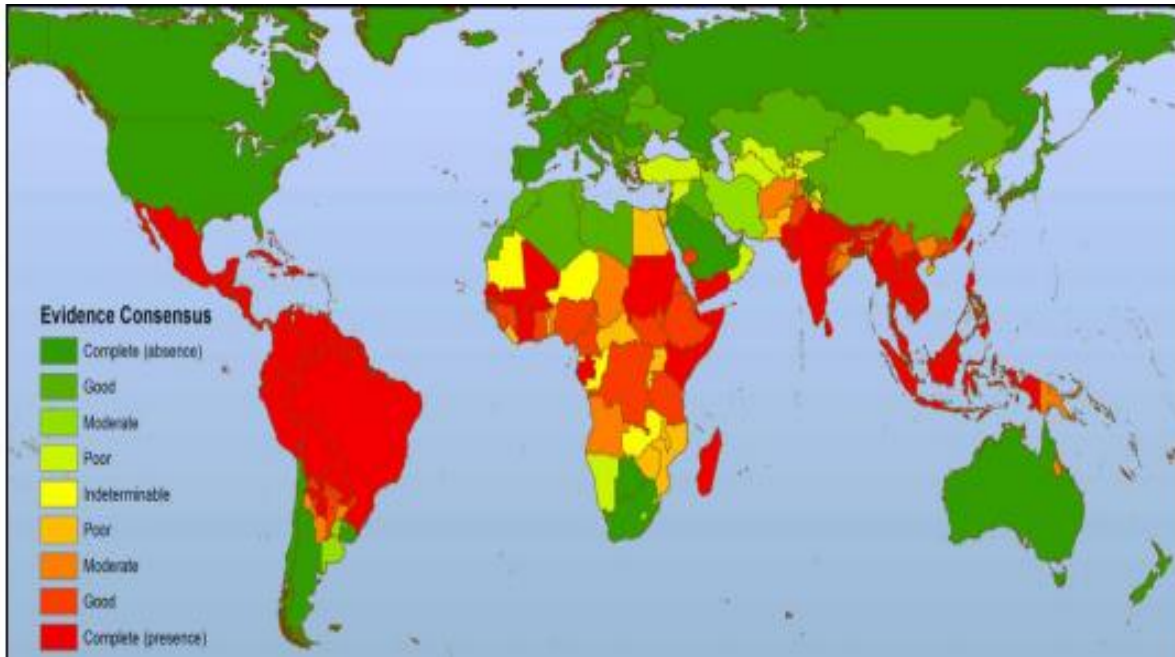 Evidence Consensus
Complete (absence)
Good
Moderate
Poor
Indeterminable
Poor
Moderate
Good
Complete (presence)